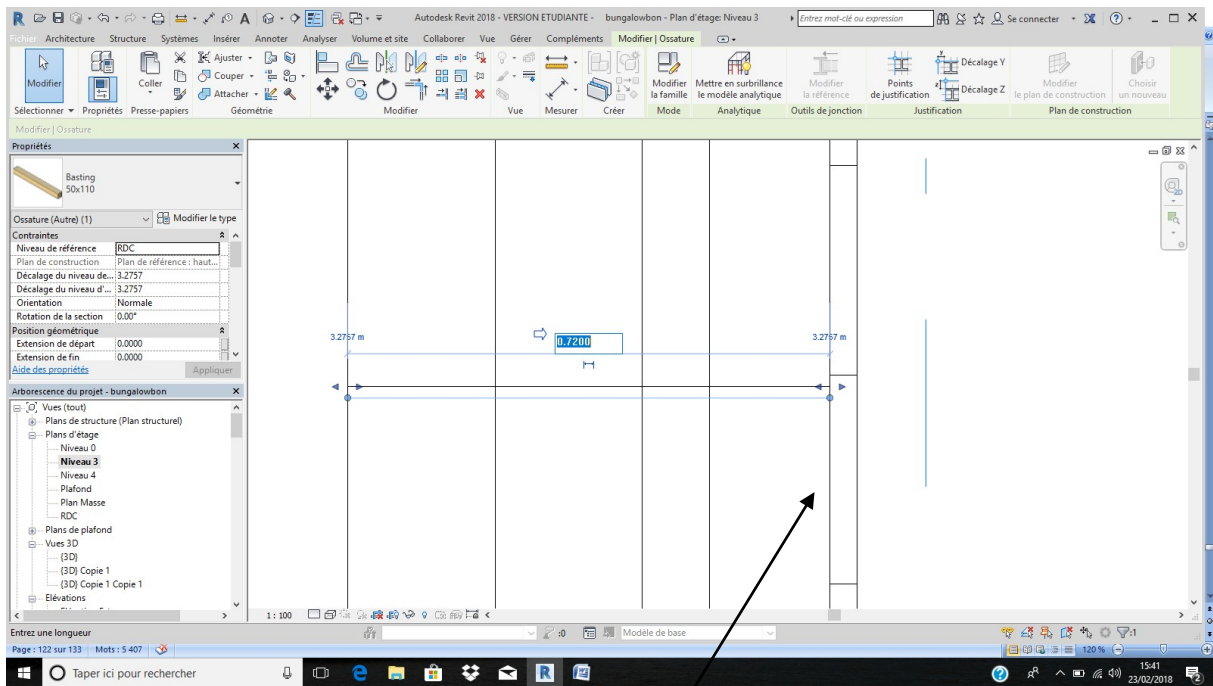 Autodesk Revit 2018 - VERSION ETUDIANTE - bungalowbon - Plan d'étage: Niveau 3
Entrez mot-clé ou expression
Se connecter
Fichier Architecture Structure Systèmes Insérer Annoter Analyser Volume et site Collaborer Vue Gérer Compléments Modifier | Ossature
Modifier
Coller
Ajuster
Couper
Attacher
Modifier la famille
Mettre en surbrillance le modèle analytique
Modifier la référence
Points de justification
Décalage Y
Décalage Z
Modifier le plan de construction
Choisir un nouveau
Sélectionner Propriétés Presse-papiers Géométrie Modifier Vue Mesurer Créer Mode Analytique Outils de jonction Justification Plan de construction
Modifier | Ossature
Propriétés
Basting
50x110
Ossature (Autre) (1) Modifier le type
Contraintes
Niveau de référence RDC
Plan de construction Plan de référence : haut...
Décalage du niveau de... 3.2757
Décalage du niveau d'... 3.2757
Orientation Normale
Rotation de la section 0.00°
Position géométrique
Extension de départ 0.0000
Extension de fin 0.0000
Aide des propriétés Appliquer
Arborescence du projet - bungalowbon
Vues (tout)
Plans de structure (Plan structurel)
Plans d'étage
Niveau 0
Niveau 3
Niveau 4
Plafond
Plan Masse
RDC
Plans de plafond
Vues 3D
{3D}
{3D} Copie 1
{3D} Copie 1 Copie 1
Elévations
3.2757 m
0.7200
3.2757 m
1 : 100
Entrez une longueur
:0
Modèle de base
:1
Page : 122 sur 133 Mots : 5 407
120 %
Taper ici pour rechercher
15:41
23/02/2018